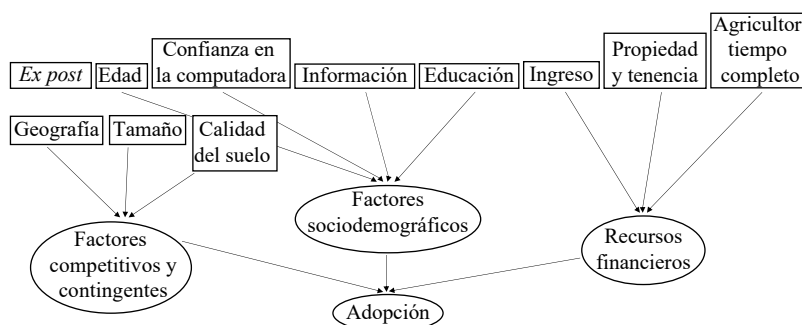 Ex post
Edad
Confianza en
la computadora
Información
Educación
Ingreso
Propiedad
y tenencia
Agricultor
tiempo
completo
Geografía
Tamaño
Calidad
del suelo
Factores
competitivos y
contingentes
Factores
sociodemográficos
Recursos
financieros
Adopción